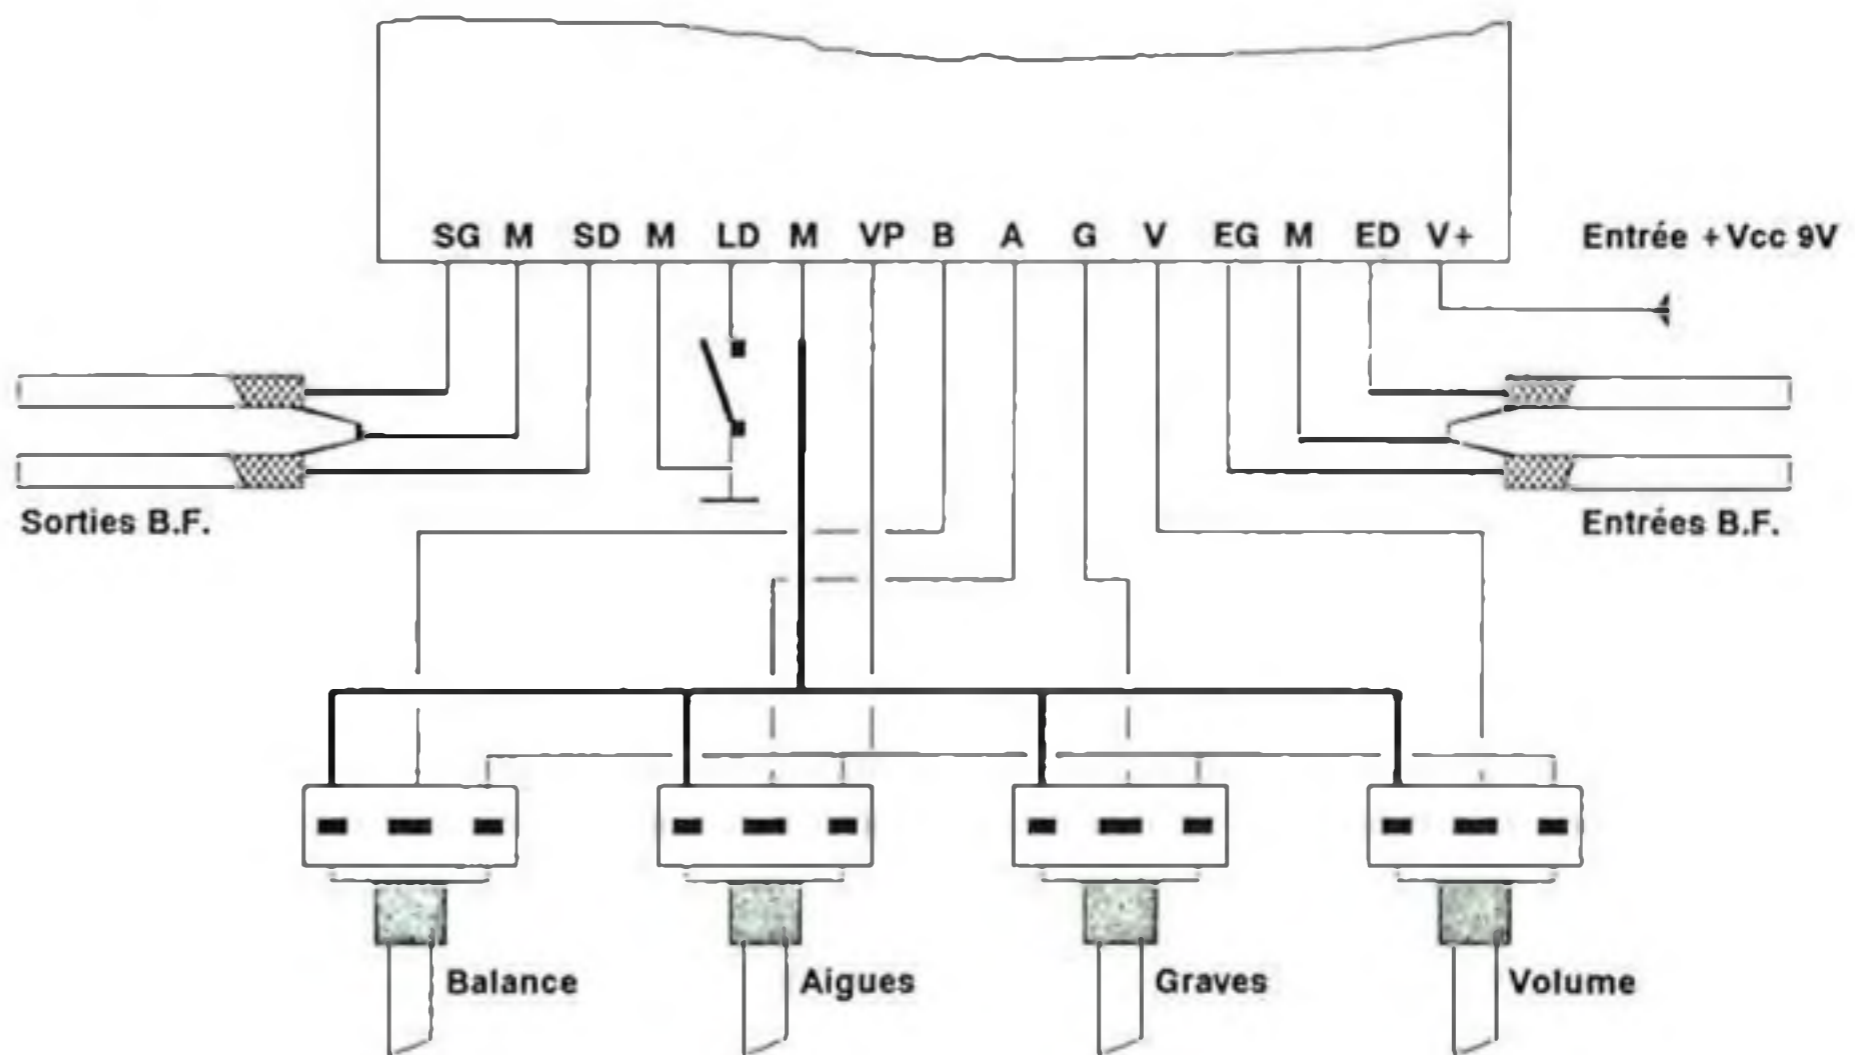 SG M SD M LD M VP B A G V EG M ED V+
Entrée + Vcc 9V
Sorties B.F.
Entrées B.F.
Balance
Aigues
Graves
Volume